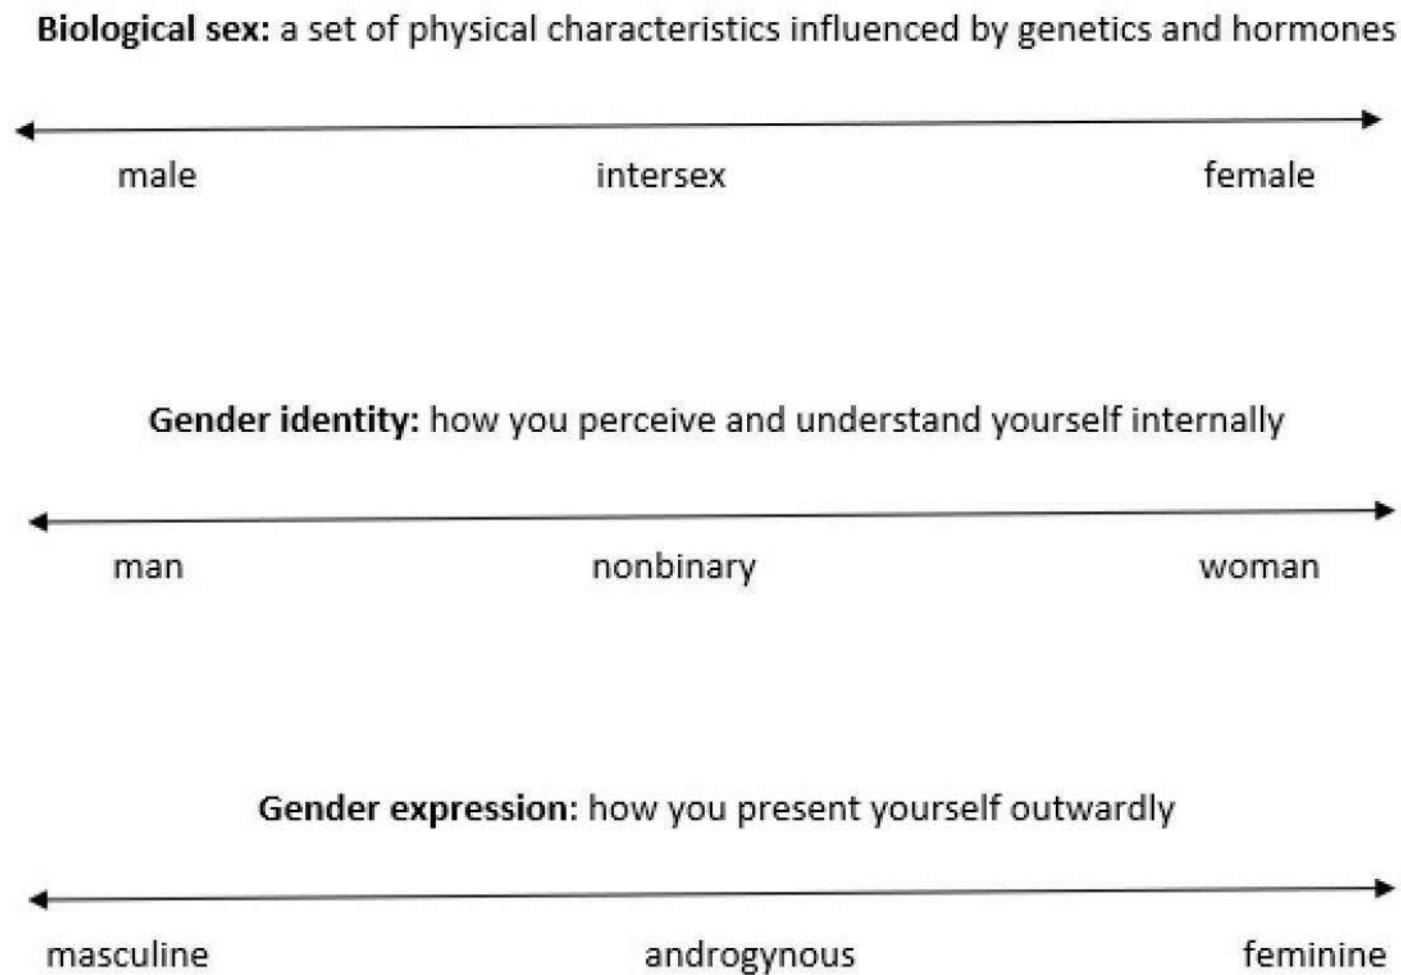 Biological sex: a set of physical characteristics influenced by genetics and hormones
male intersex female
Gender identity: how you perceive and understand yourself internally
man nonbinary woman
Gender expression: how you present yourself outwardly
masculine androgynous feminine